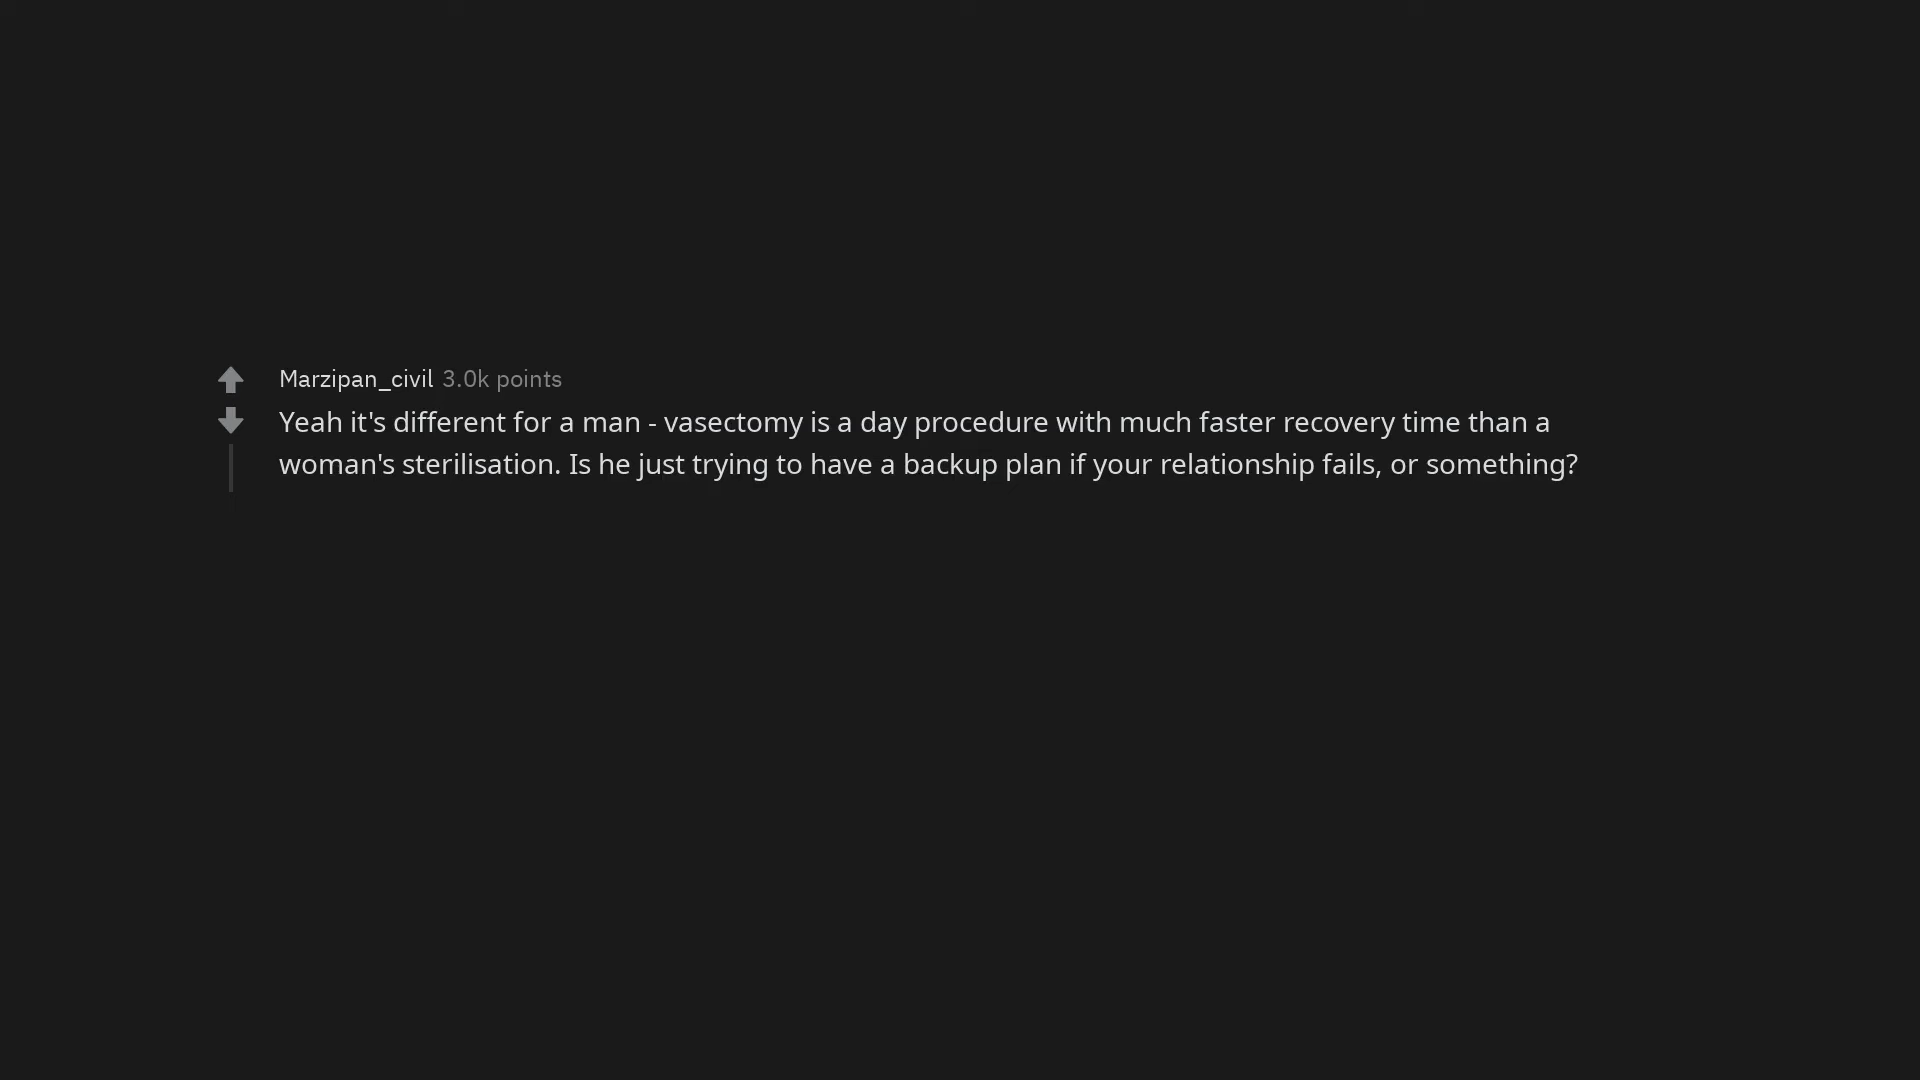 Marzipan_civil 3.0k points
Yeah it's different for a man - vasectomy is a day procedure with much faster recovery time than a
woman's sterilisation. Is he just trying to have a backup plan if your relationship fails, or something?